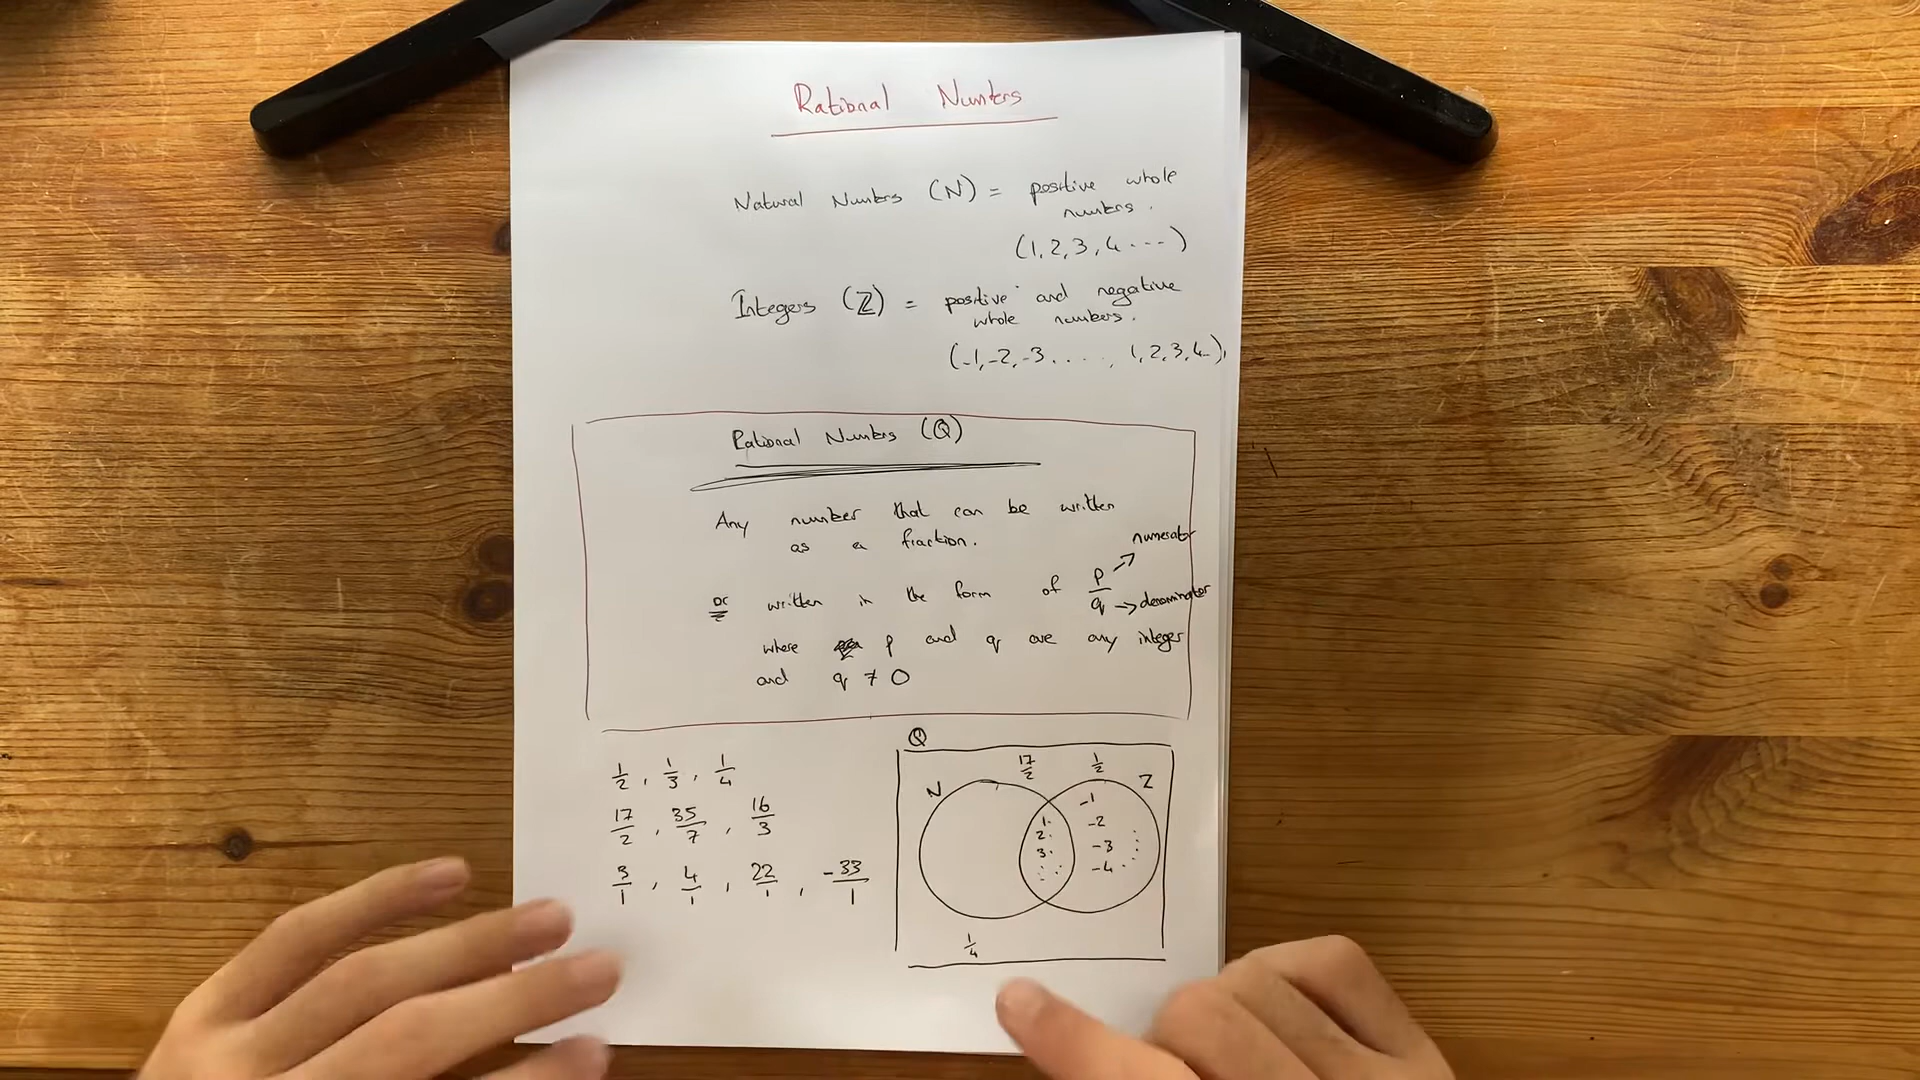 Rational Numbers
Natural Numbers (N) = positive whole
numbers.
(1, 2, 3, 4 ....)
Integers (Z) = positive and negative
whole numbers.
(-1, -2, -3 ....., 1, 2, 3, 4..),
Rational Numbers (Q)
Any number that can be written
as a fraction.
numerator
or written in the form of p/q
denominator
where p and q are any integer
and q ≠ 0
1/2, 1/3, 1/4
17/2, 35/7, 16/3
3/1, 4/1, 22/1, -33/1
Q
17/2 1/2
N Z
-1
1 -2
2
3 -3
-4
1/4